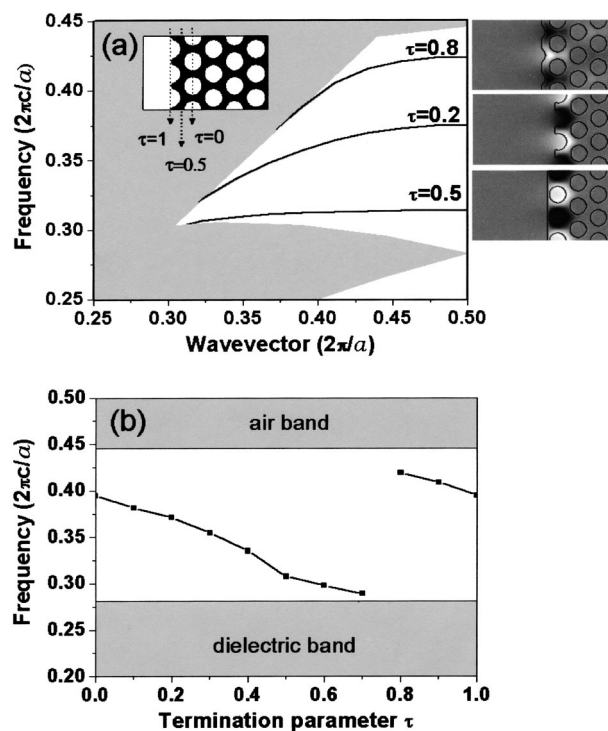 (a)
τ=1
τ=0.5
τ=0
τ=0.8
τ=0.2
τ=0.5
0.45
0.40
0.35
0.30
0.25
Frequency (2πc/a)
0.25 0.30 0.35 0.40 0.45 0.50
Wavevector (2π/a)
(b)
air band
dielectric band
0.50
0.45
0.40
0.35
0.30
0.25
0.20
Frequency (2πc/a)
0.0 0.2 0.4 0.6 0.8 1.0
Termination parameter τ